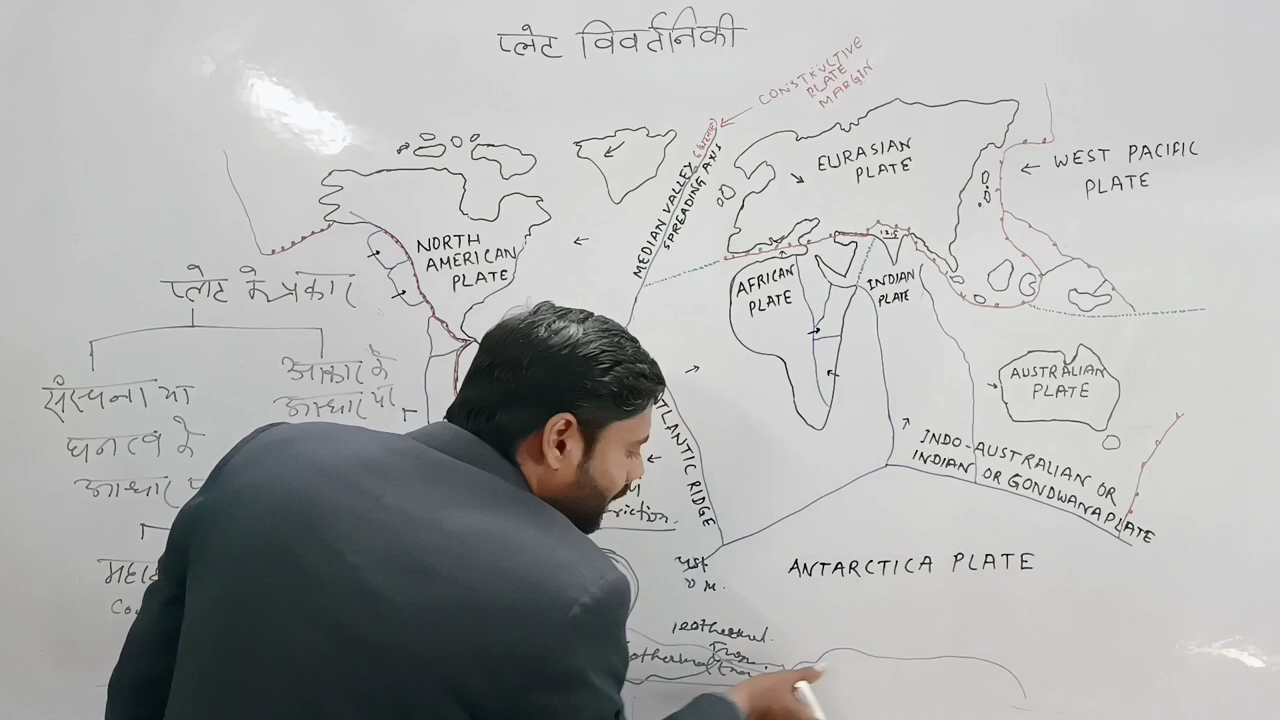 प्लेट विवर्तनिकी
CONSTRUCTIVE
PLATE
MARGIN
MEDIAN VALLEY
SPREADING AXIS
EURASIAN
PLATE
WEST PACIFIC
PLATE
NORTH
AMERICAN
PLATE
AFRICAN
PLATE
INDIAN
PLATE
प्लेट के प्रकार
संरचना या
घनत्व के
आधार प
आकार के
आधार पर
AUSTRALIAN
PLATE
TLANTIC RIDGE
INDO-AUSTRALIAN OR
INDIAN OR GONDWANA PLATE
riction.
ANTARCTICA PLATE